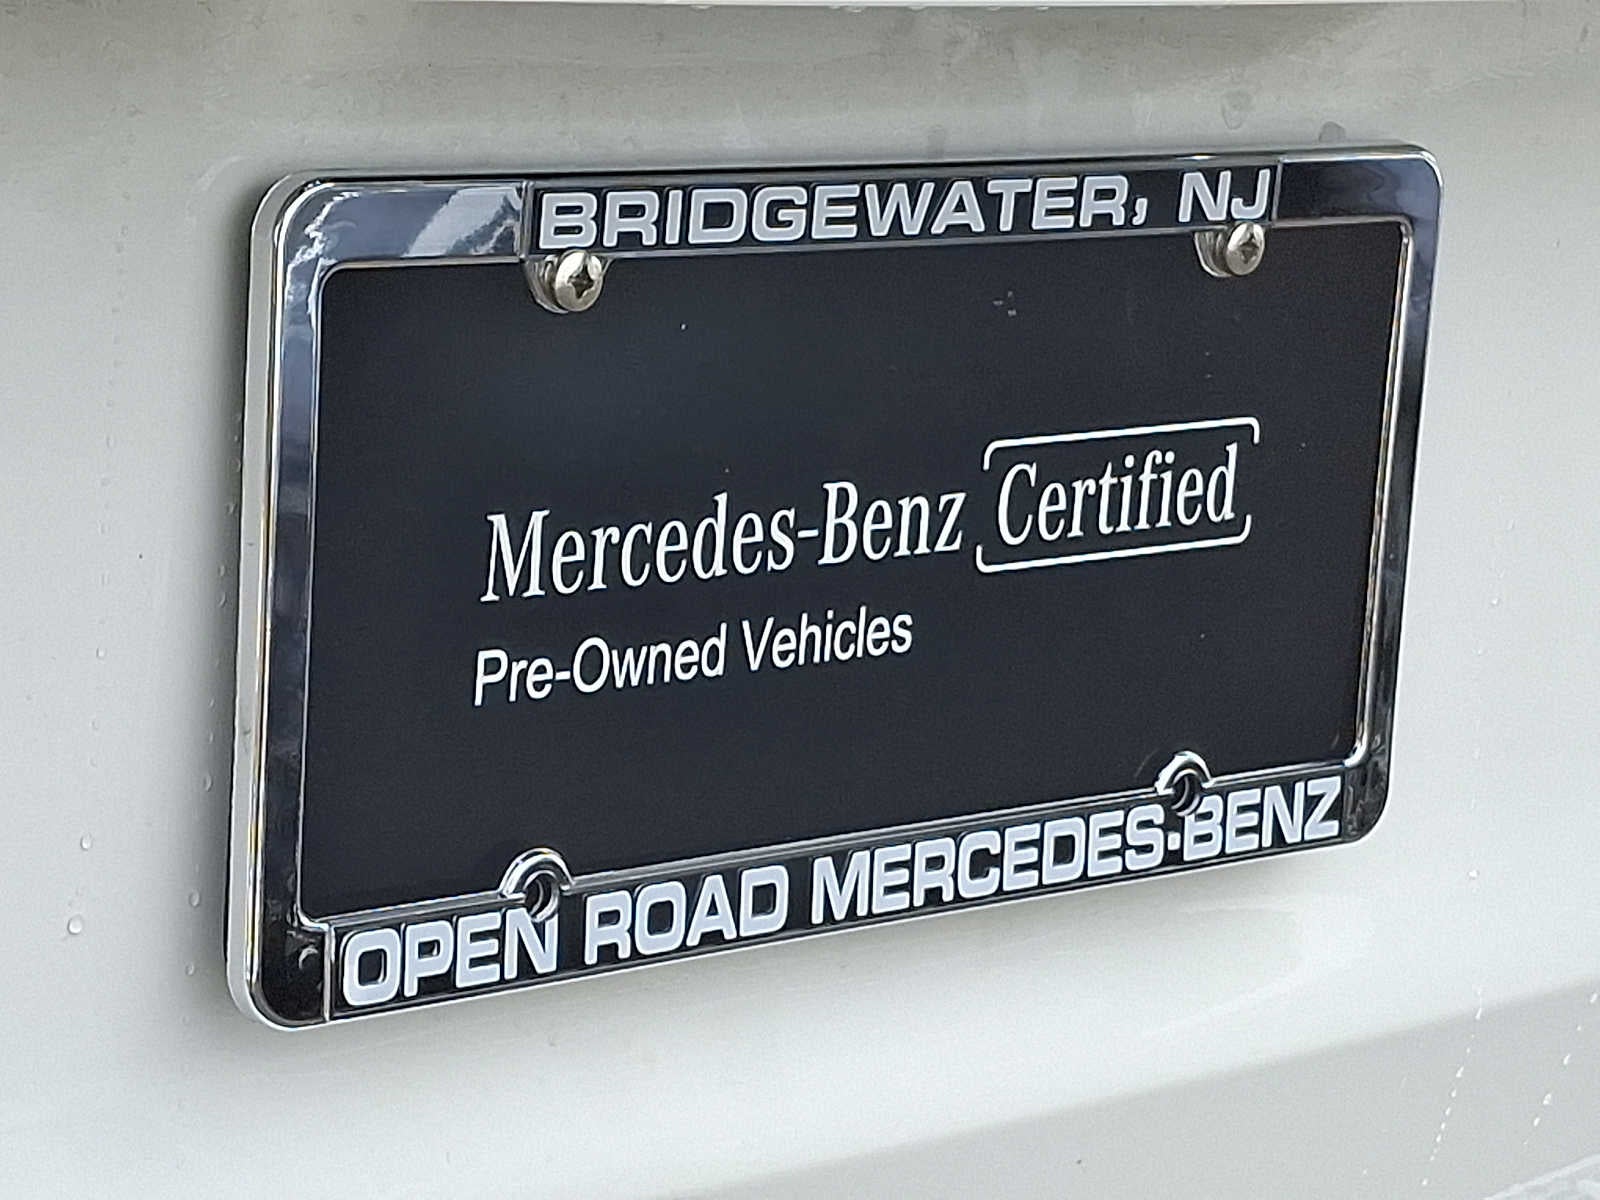 BRIDGEWATER, NJ
Mercedes-Benz Certified
Pre-Owned Vehicles
OPEN ROAD MERCEDES-BENZ